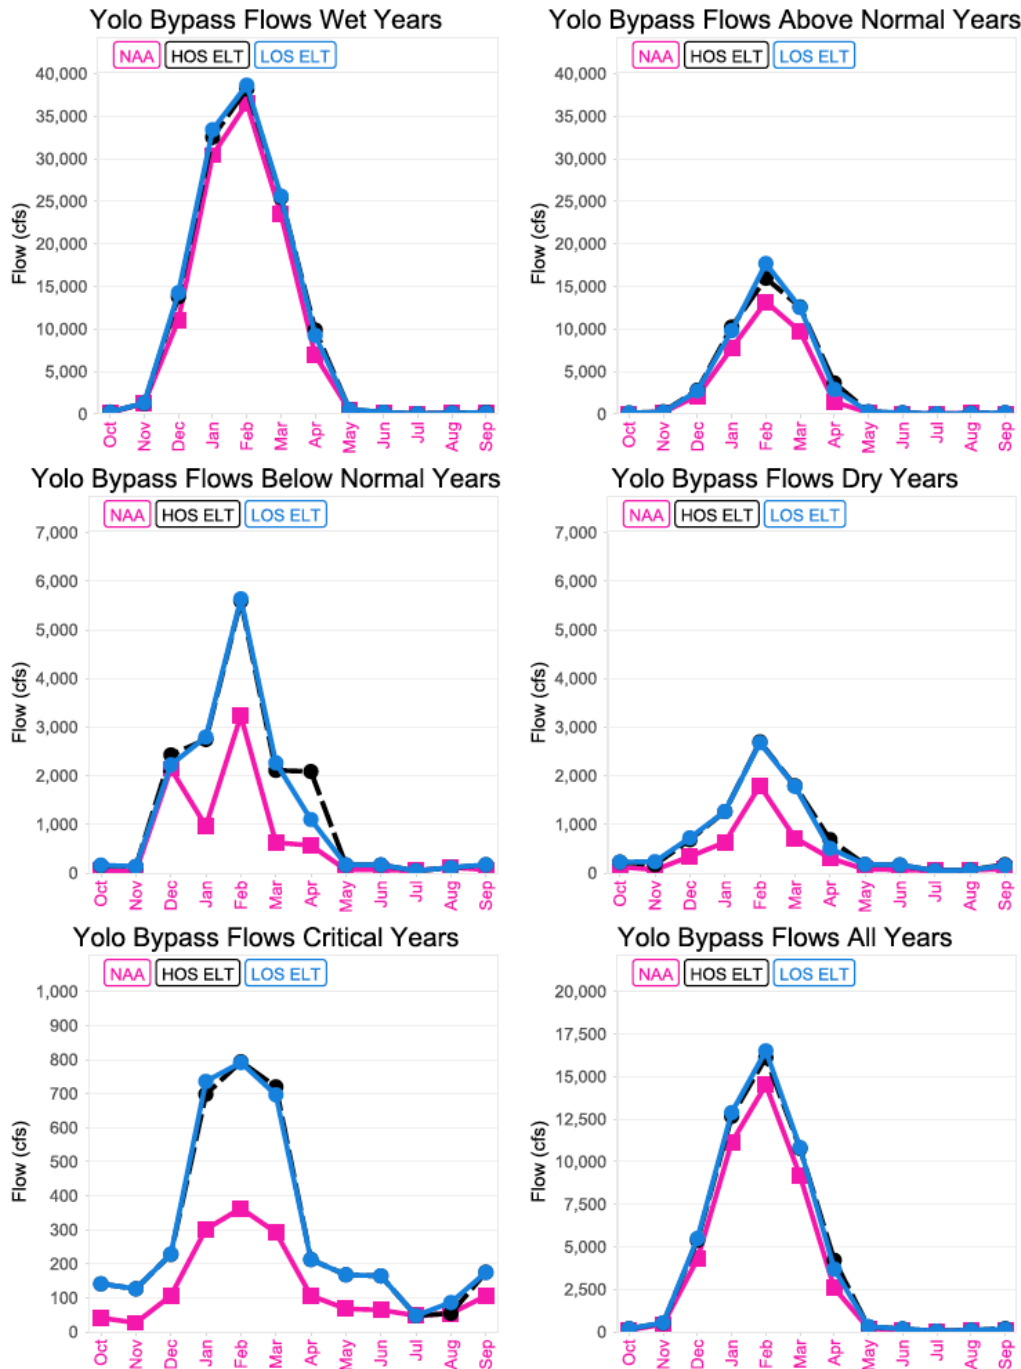 Yolo Bypass Flows Wet Years
NAA HOS ELT LOS ELT
Flow (cfs)
40,000
35,000
30,000
25,000
20,000
15,000
10,000
5,000
0
Oct Nov Dec Jan Feb Mar Apr May Jun Jul Aug Sep
Yolo Bypass Flows Above Normal Years
NAA HOS ELT LOS ELT
Flow (cfs)
40,000
35,000
30,000
25,000
20,000
15,000
10,000
5,000
0
Oct Nov Dec Jan Feb Mar Apr May Jun Jul Aug Sep
Yolo Bypass Flows Below Normal Years
NAA HOS ELT LOS ELT
Flow (cfs)
7,000
6,000
5,000
4,000
3,000
2,000
1,000
0
Oct Nov Dec Jan Feb Mar Apr May Jun Jul Aug Sep
Yolo Bypass Flows Dry Years
NAA HOS ELT LOS ELT
Flow (cfs)
7,000
6,000
5,000
4,000
3,000
2,000
1,000
0
Oct Nov Dec Jan Feb Mar Apr May Jun Jul Aug Sep
Yolo Bypass Flows Critical Years
NAA HOS ELT LOS ELT
Flow (cfs)
1,000
900
800
700
600
500
400
300
200
100
0
Oct Nov Dec Jan Feb Mar Apr May Jun Jul Aug Sep
Yolo Bypass Flows All Years
NAA HOS ELT LOS ELT
Flow (cfs)
20,000
17,500
15,000
12,500
10,000
7,500
5,000
2,500
0
Oct Nov Dec Jan Feb Mar Apr May Jun Jul Aug Sep